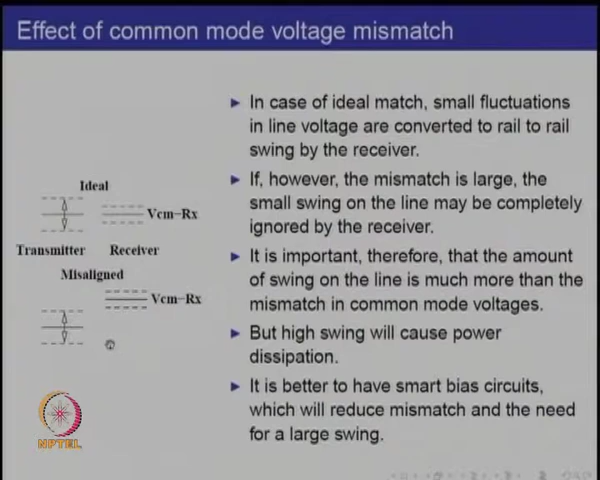 Effect of common mode voltage mismatch
Ideal
Vcm-Rx
Transmitter Receiver
Misaligned
Vcm-Rx
► In case of ideal match, small fluctuations
in line voltage are converted to rail to rail
swing by the receiver.
► If, however, the mismatch is large, the
small swing on the line may be completely
ignored by the receiver.
► It is important, therefore, that the amount
of swing on the line is much more than the
mismatch in common mode voltages.
► But high swing will cause power
dissipation.
► It is better to have smart bias circuits,
which will reduce mismatch and the need
for a large swing.
NPTEL